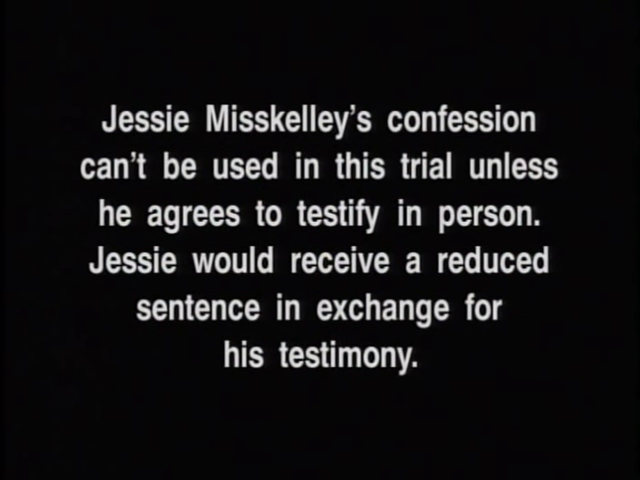 Jessie Misskelley's confession
can't be used in this trial unless
he agrees to testify in person.
Jessie would receive a reduced
sentence in exchange for
his testimony.